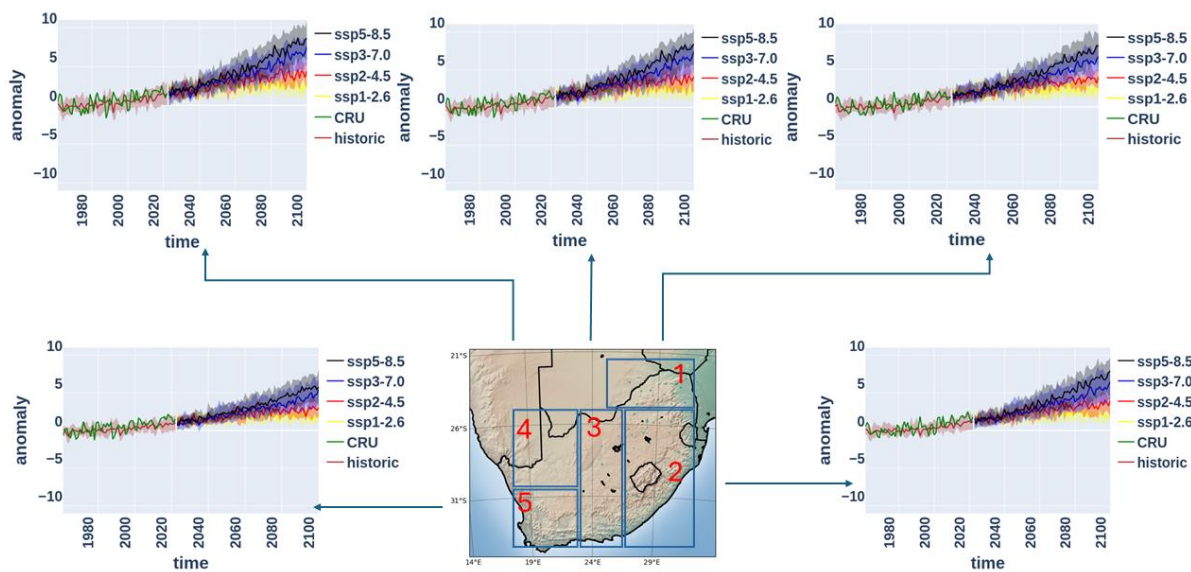 10
5
0
−5
−10
anomaly
1980
2000
2020
2040
2060
2080
2100
time
ssp5-8.5
ssp3-7.0
ssp2-4.5
ssp1-2.6
CRU
historic
10
5
0
−5
−10
anomaly
1980
2000
2020
2040
2060
2080
2100
time
ssp5-8.5
ssp3-7.0
ssp2-4.5
ssp1-2.6
CRU
historic
10
5
0
−5
−10
anomaly
1980
2000
2020
2040
2060
2080
2100
time
ssp5-8.5
ssp3-7.0
ssp2-4.5
ssp1-2.6
CRU
historic
10
5
0
−5
−10
anomaly
1980
2000
2020
2040
2060
2080
2100
time
ssp5-8.5
ssp3-7.0
ssp2-4.5
ssp1-2.6
CRU
historic
21°S
26°S
31°S
14°E
19°E
24°E
29°E
1
4
3
2
5
10
5
0
−5
−10
anomaly
1980
2000
2020
2040
2060
2080
2100
time
ssp5-8.5
ssp3-7.0
ssp2-4.5
ssp1-2.6
CRU
historic